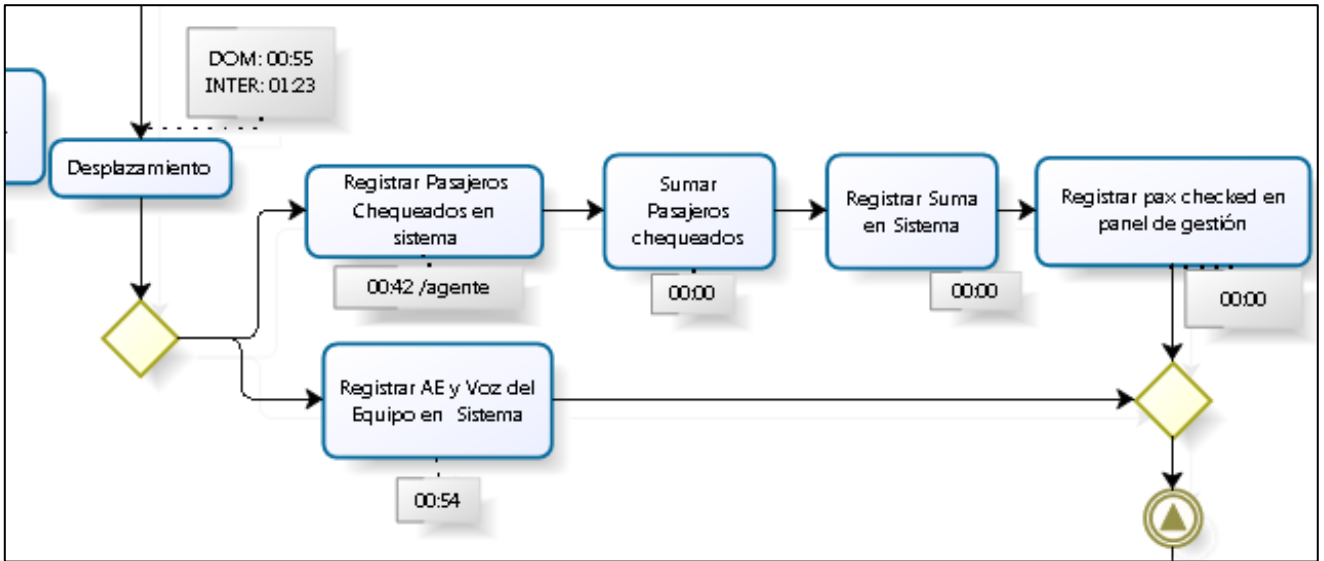 DOM: 00:55
INTER: 01:23
Desplazamiento
Registrar Pasajeros
Chequeados en
sistema
00:42 /agente
Sumar
Pasajeros
chequeados
00:00
Registrar Suma
en Sistema
00:00
Registrar pax checked en
panel de gestión
00:00
Registrar AE y Voz del
Equipo en Sistema
00:54